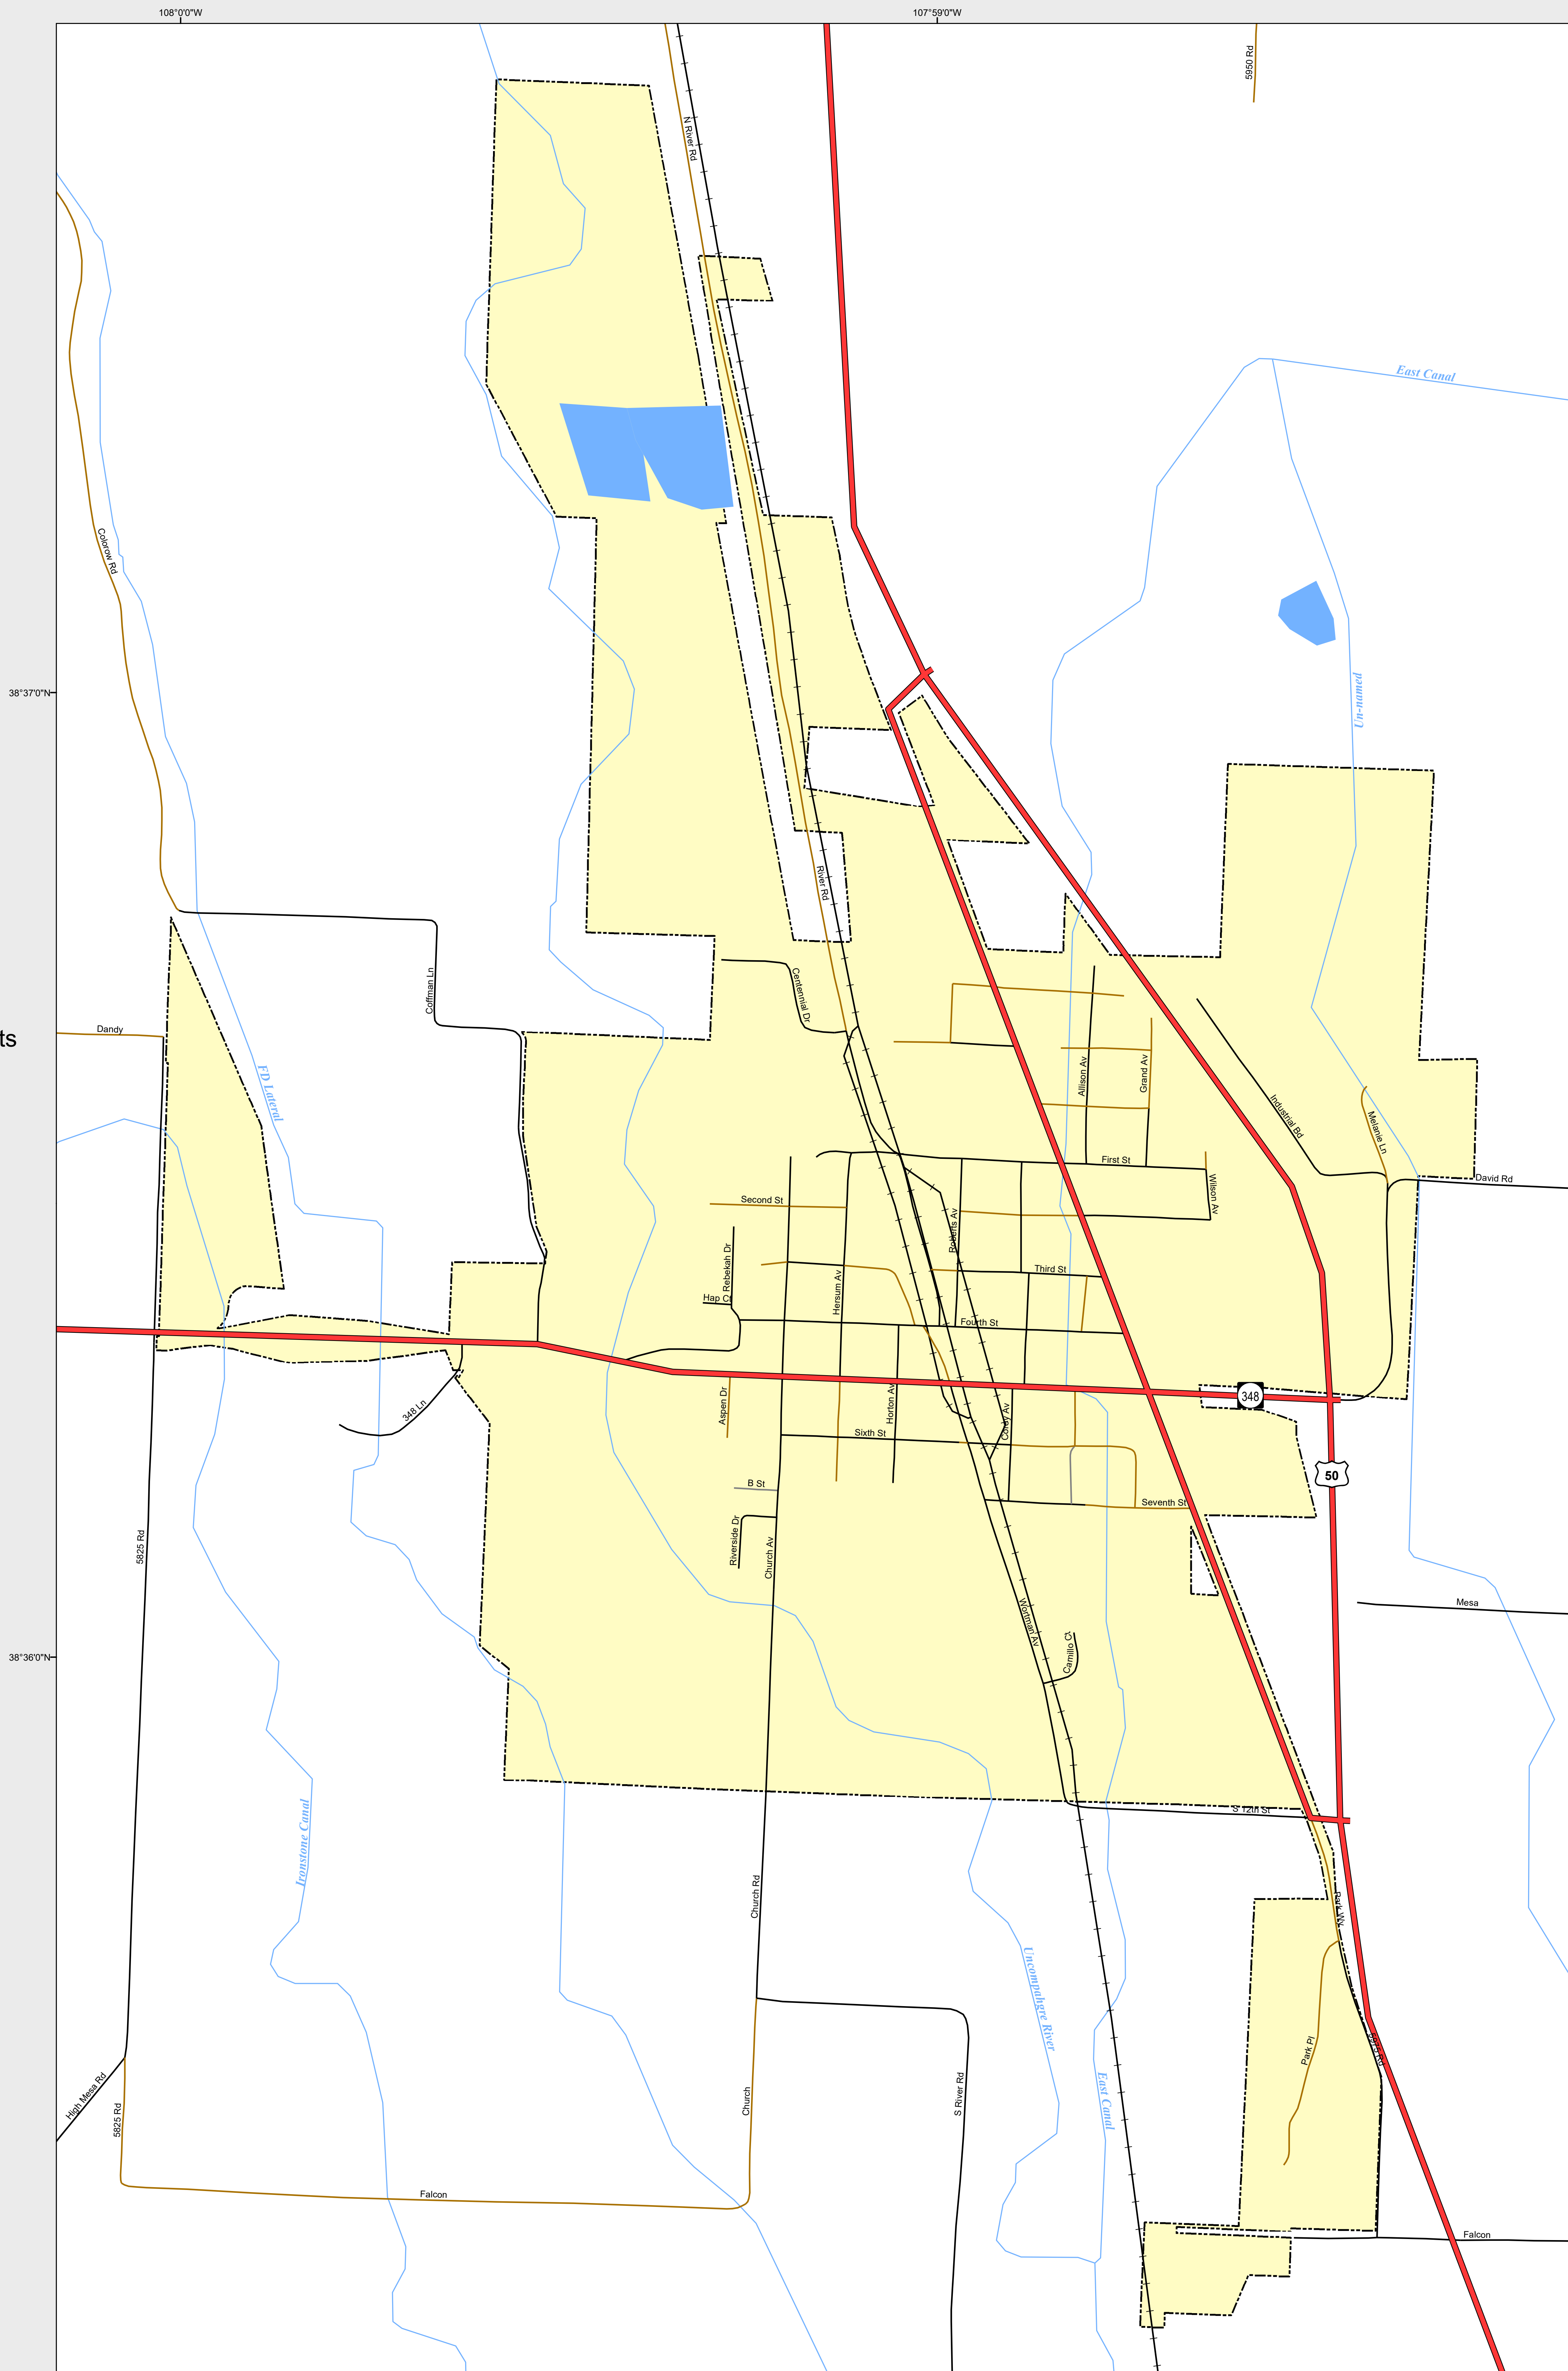 108°0'0"W
107°59'0"W
5950 Rd
N River Rd
East Canal
Colorow Rd
38°37'0"N
Un-named
River Rd
Coffman Ln
Centennial Dr
Dandy
ts
FD Lateral
Allison Av
Grand Av
Industrial Bd
Melanie Ln
First St
David Rd
Wilson Av
Second St
Roberts Av
Rebekah Dr
Third St
Hersum Av
Hap Ct
Fourth St
Aspen Dr
Horton Av
348
348 Ln
Corey Av
Sixth St
50
B St
Seventh St
Riverside Dr
Church Av
5825 Rd
Mesa
Wortman Av
Camillo Ct
38°36'0"N
S 12th St
Ironstone Canal
Church Rd
Park Wy
Uncompahgre River
5975 Rd
Park Pl
High Mesa Rd
5825 Rd
Church
S River Rd
East Canal
Falcon
Falcon